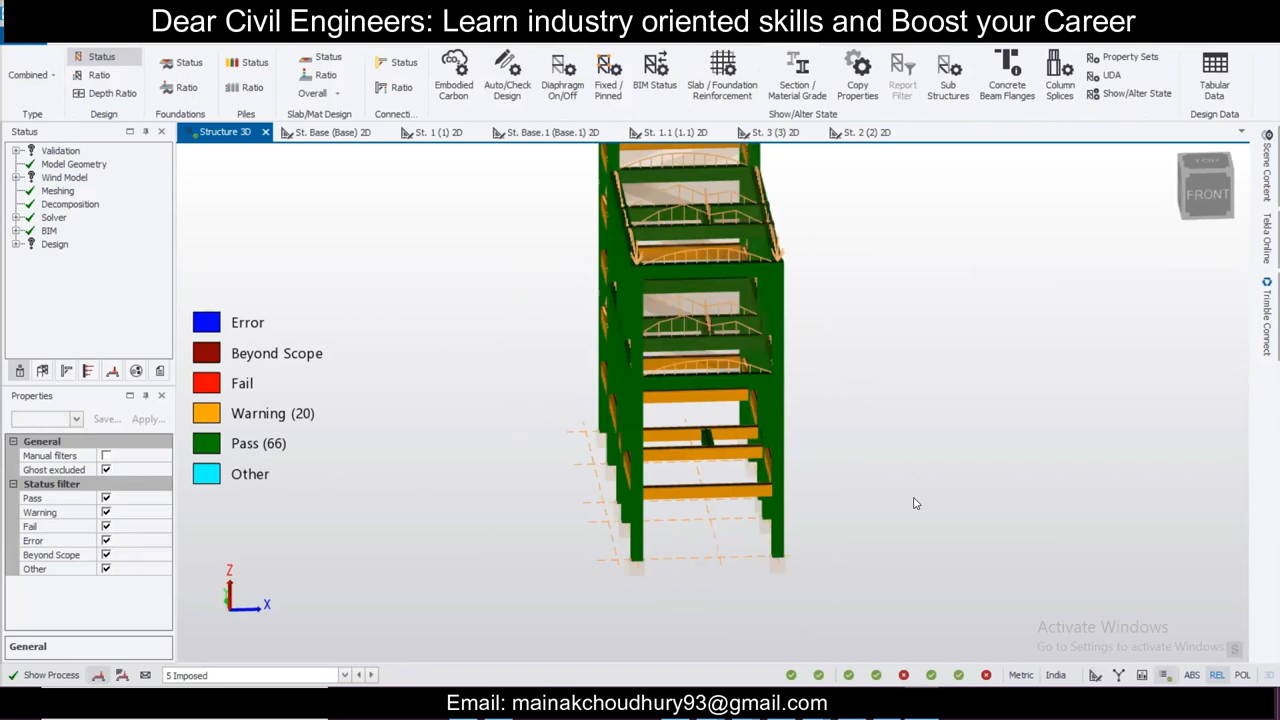 Dear Civil Engineers: Learn industry oriented skills and Boost your Career
Combined
Type
Status
Ratio
Depth Ratio
Design
Status
Ratio
Foundations
Status
Ratio
Piles
Status
Ratio
Overall
Slab/Mat Design
Status
Ratio
Connecti...
Embodied Carbon
Auto/Check Design
Diaphragm On/Off
Fixed / Pinned
BIM Status
Slab / Foundation Reinforcement
Section / Material Grade
Copy Properties
Report Filter
Sub Structures
Concrete Beam Flanges
Column Splices
Property Sets
UDA
Show/Alter State
Show/Alter State
Tabular Data
Design Data
Status
Structure 3D
St. Base (Base) 2D
St. 1 (1) 2D
St. Base.1 (Base.1) 2D
St. 1.1 (1.1) 2D
St. 3 (3) 2D
St. 2 (2) 2D
Validation
Model Geometry
Wind Model
Meshing
Decomposition
Solver
BIM
Design
TOP
FRONT
Scene Content
Tekla Online
Trimble Connect
Error
Beyond Scope
Fail
Warning (20)
Pass (66)
Other
Properties
Save...
Apply...
General
Manual filters
Ghost excluded
Status filter
Pass
Warning
Fail
Error
Beyond Scope
Other
General
Z
X
Activate Windows
Go to Settings to activate Windows.
Show Process
5 Imposed
Metric
India
ABS
REL
POL
3D
Email: mainakchoudhury93@gmail.com